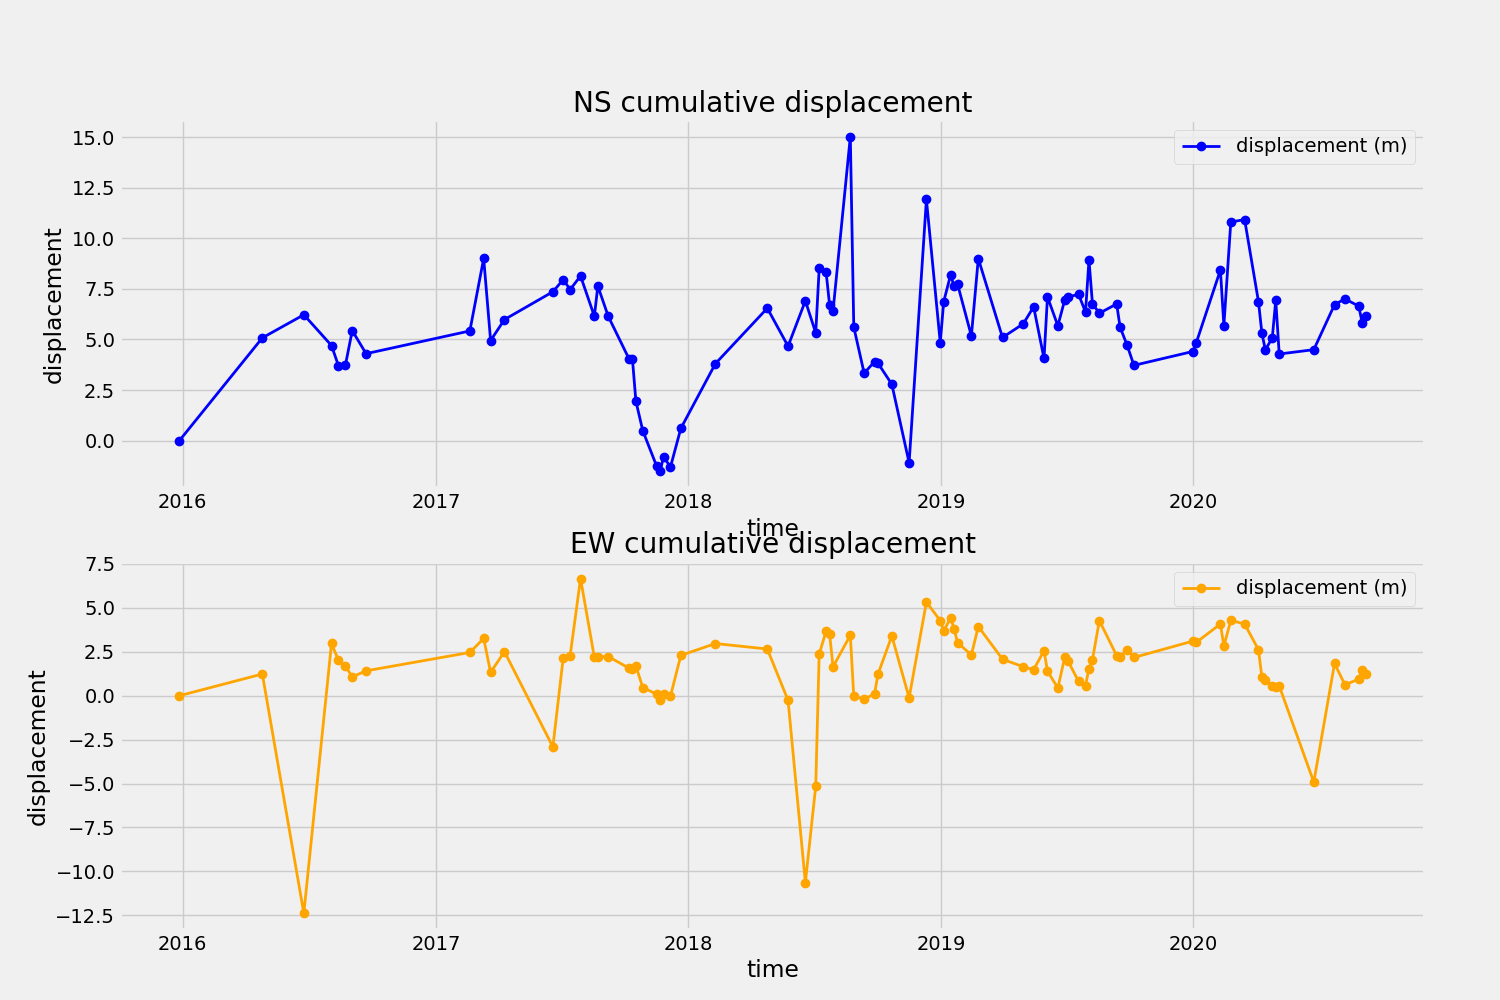 NS cumulative displacement
displacement (m)
15.0
12.5
10.0
7.5
5.0
2.5
0.0
displacement
2016 2017 2018 2019 2020
time
EW cumulative displacement
displacement (m)
7.5
5.0
2.5
0.0
−2.5
−5.0
−7.5
−10.0
−12.5
displacement
2016 2017 2018 2019 2020
time